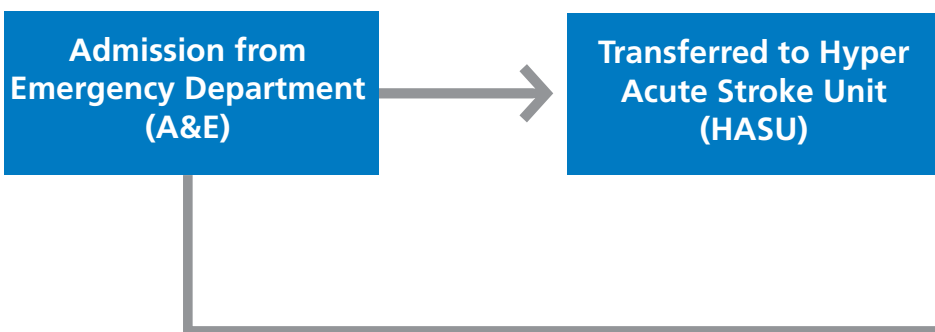 Admission from
Emergency Department
(A&E)
Transferred to Hyper
Acute Stroke Unit
(HASU)